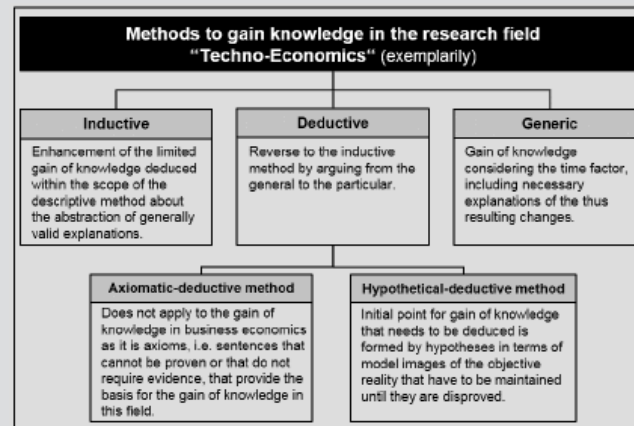 Methods to gain knowledge in the research field
"Techno-Economics" (exemplarily)
Inductive
Enhancement of the limited
gain of knowledge deduced
within the scope of the
descriptive method about
the abstraction of generally
valid explanations.
Deductive
Reverse to the inductive
method by arguing from the
general to the particular.
Generic
Gain of knowledge
considering the time factor,
including necessary
explanations of the thus
resulting changes.
Axiomatic-deductive method
Does not apply to the gain of
knowledge in business economics
as it is axioms, i.e. sentences that
cannot be proven or that do not
require evidence, that provide the
basis for the gain of knowledge in
this field.
Hypothetical-deductive method
Initial point for gain of knowledge
that needs to be deduced is
formed by hypotheses in terms of
model images of the objective
reality that have to be maintained
until they are disproved.